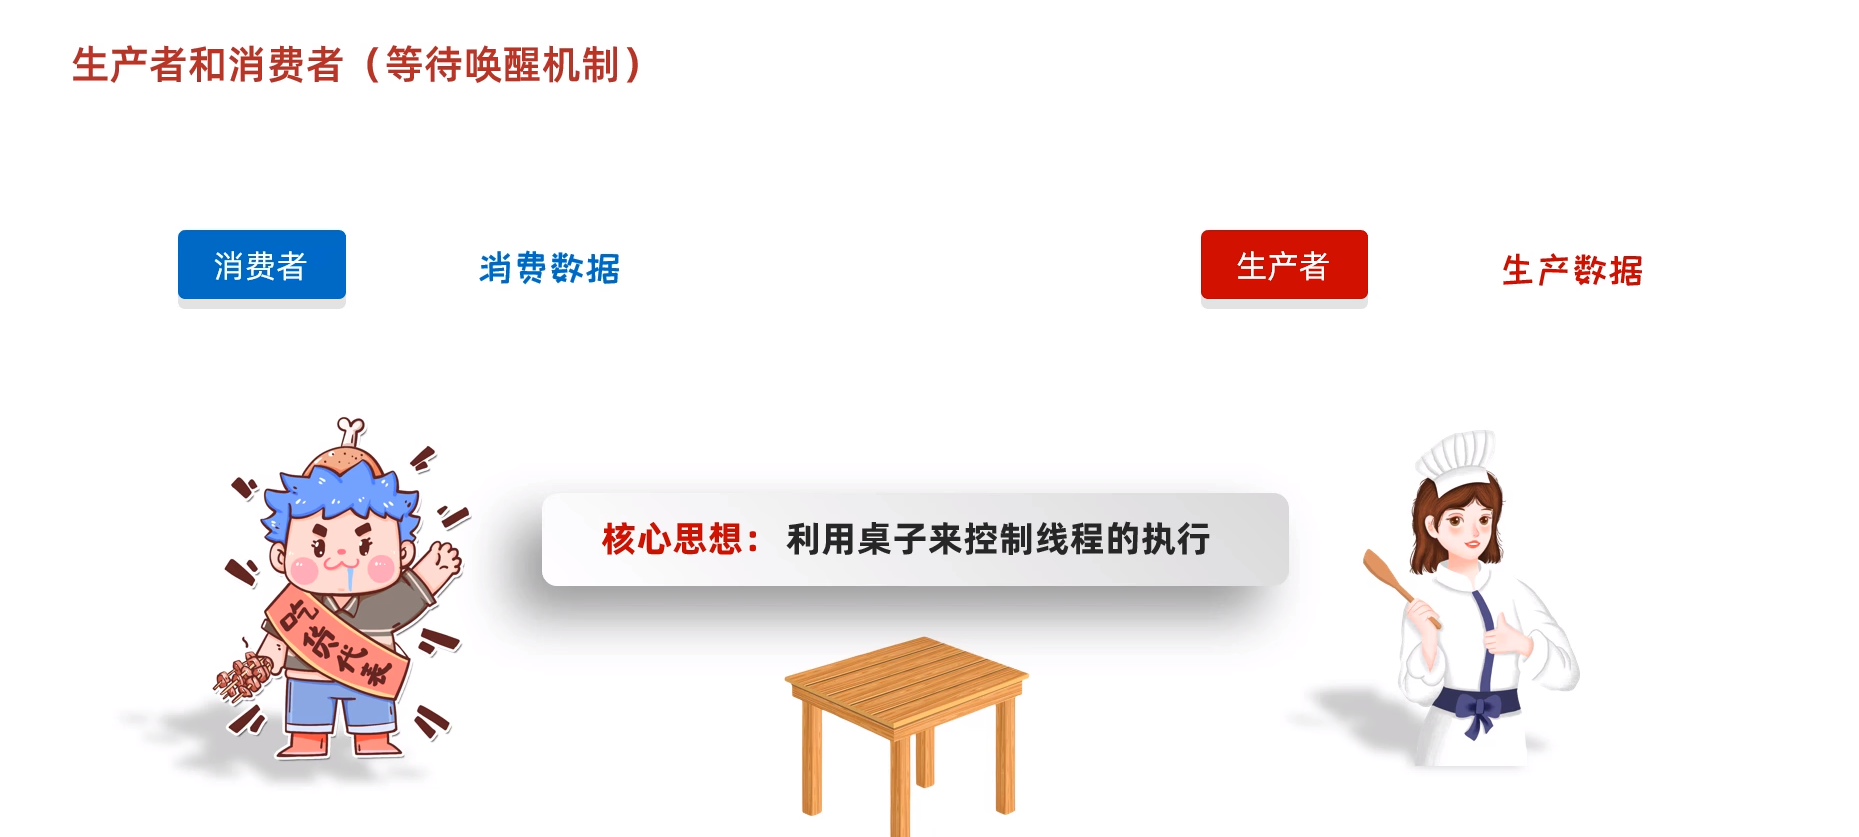 生产者和消费者（等待唤醒机制）
消费者
消费数据
生产者
生产数据
核心思想：利用桌子来控制线程的执行
吃货代表